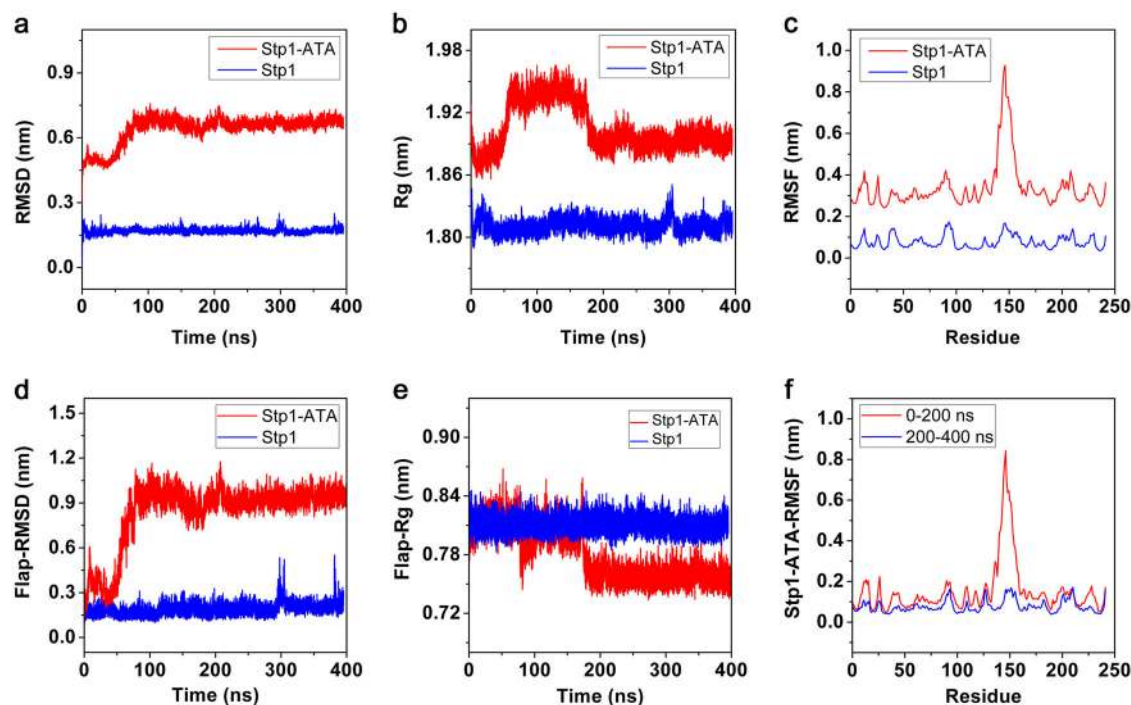 a
Stp1-ATA
Stp1
0.9
0.6
0.3
0.0
RMSD (nm)
0 100 200 300 400
Time (ns)
b
Stp1-ATA
Stp1
1.98
1.92
1.86
1.80
Rg (nm)
0 100 200 300 400
Time (ns)
c
Stp1-ATA
Stp1
1.0
0.8
0.6
0.4
0.2
0.0
RMSF (nm)
0 50 100 150 200 250
Residue
d
Stp1-ATA
Stp1
1.5
1.2
0.9
0.6
0.3
0.0
Flap-RMSD (nm)
0 100 200 300 400
Time (ns)
e
Stp1-ATA
Stp1
0.90
0.84
0.78
0.72
Flap-Rg (nm)
0 100 200 300 400
Time (ns)
f
0-200 ns
200-400 ns
1.0
0.8
0.6
0.4
0.2
0.0
Stp1-ATA-RMSF (nm)
0 50 100 150 200 250
Residue